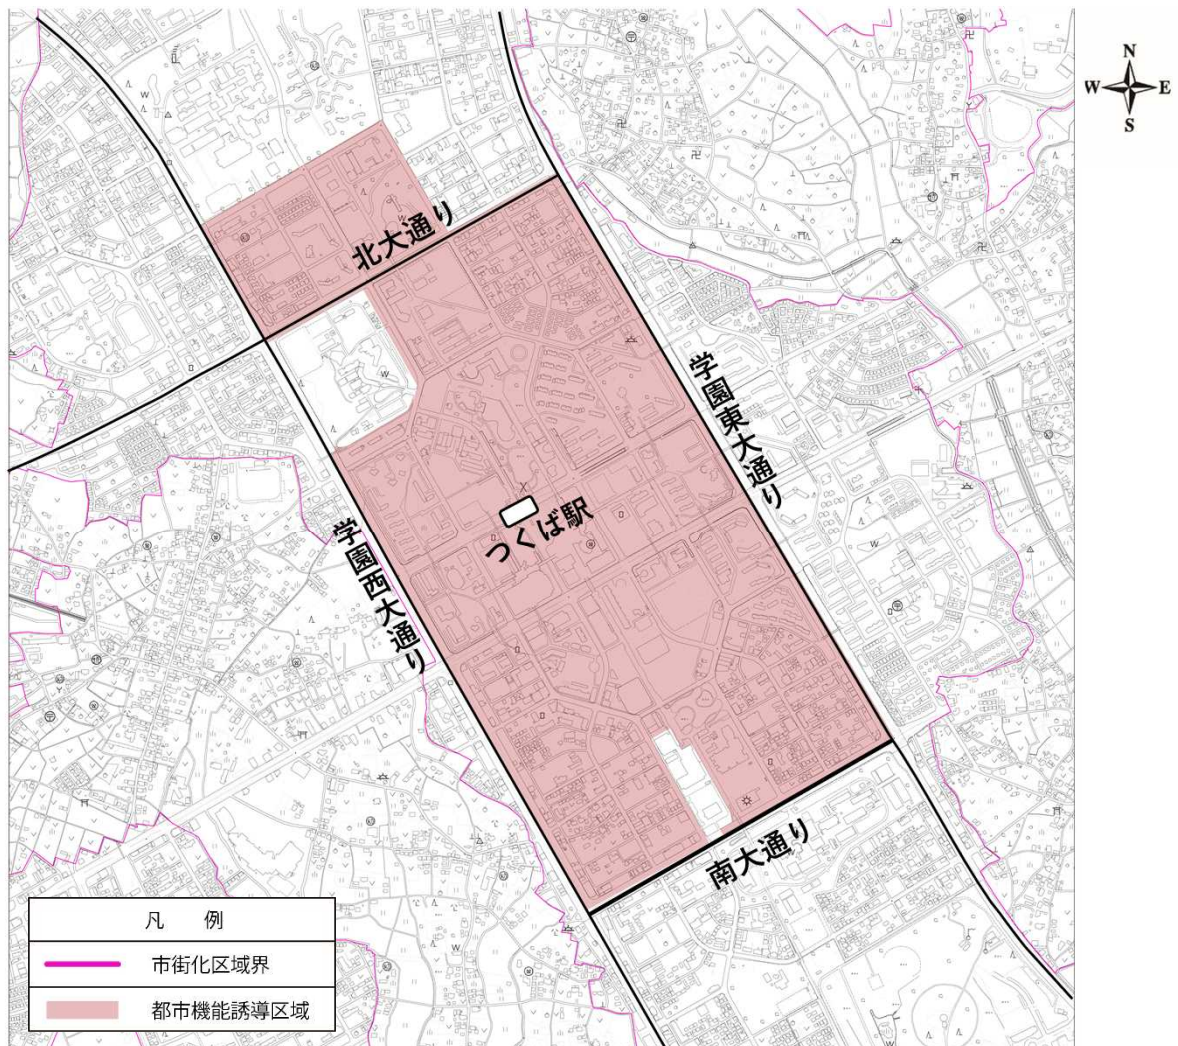 N
W E
S
北大通り
学園東大通り
つくば駅
学園西大通り
南大通り
凡 例
市街化区域界
都市機能誘導区域